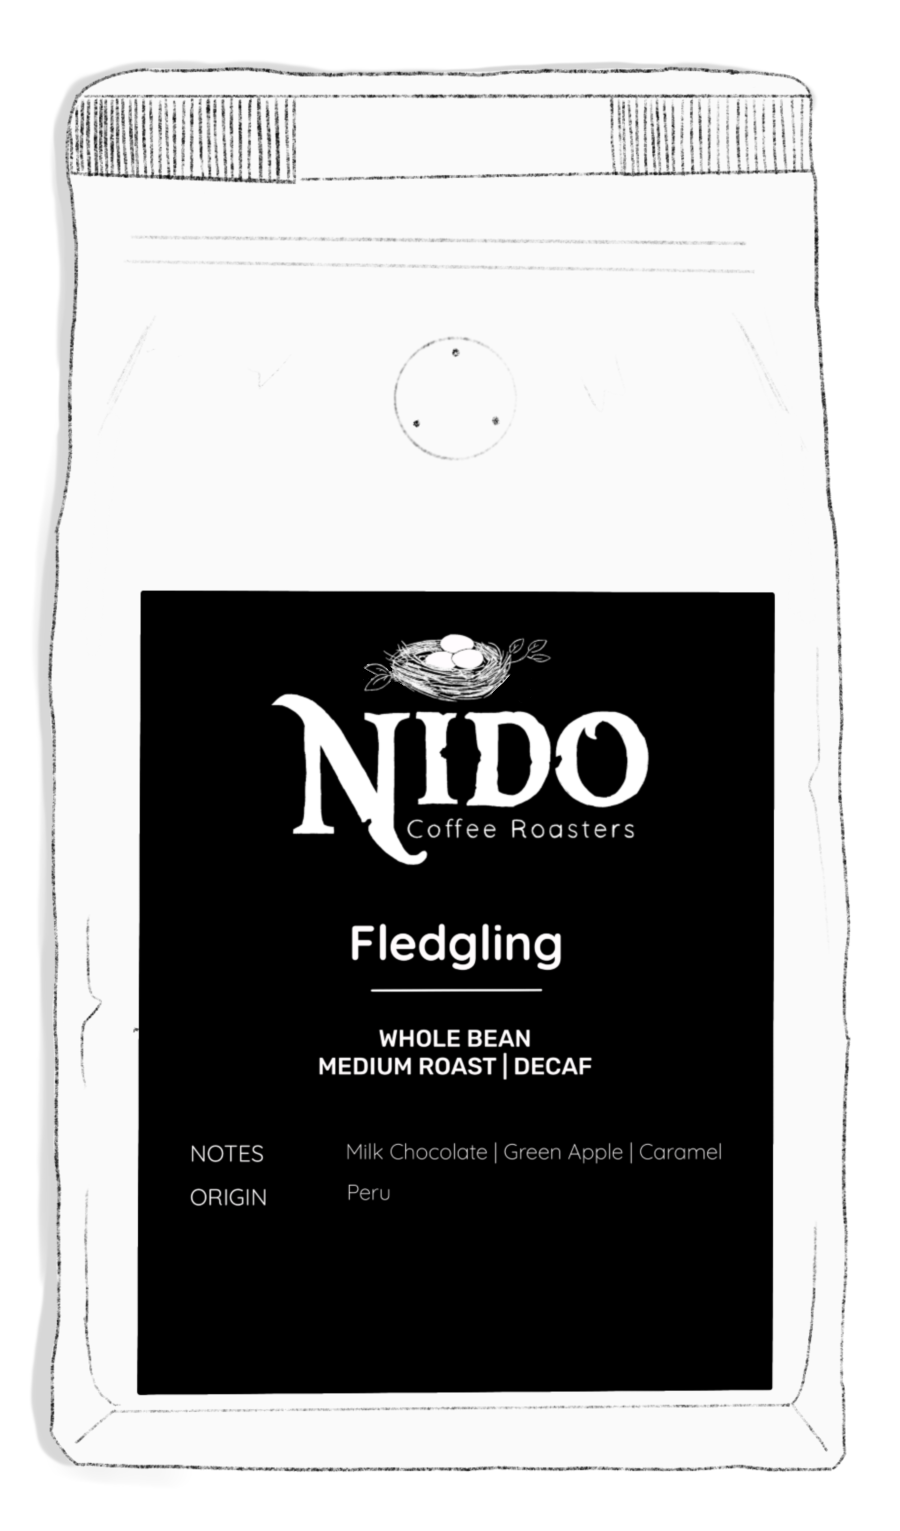 NIDO
Coffee Roasters
Fledgling
WHOLE BEAN
MEDIUM ROAST | DECAF
NOTES Milk Chocolate | Green Apple | Caramel
ORIGIN Peru